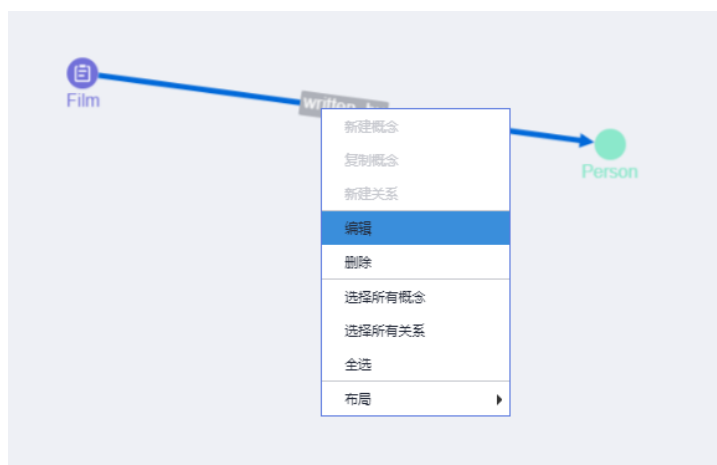 Film
Person
新建概念
复制概念
新建关系
编辑
删除
选择所有概念
选择所有关系
全选
布局